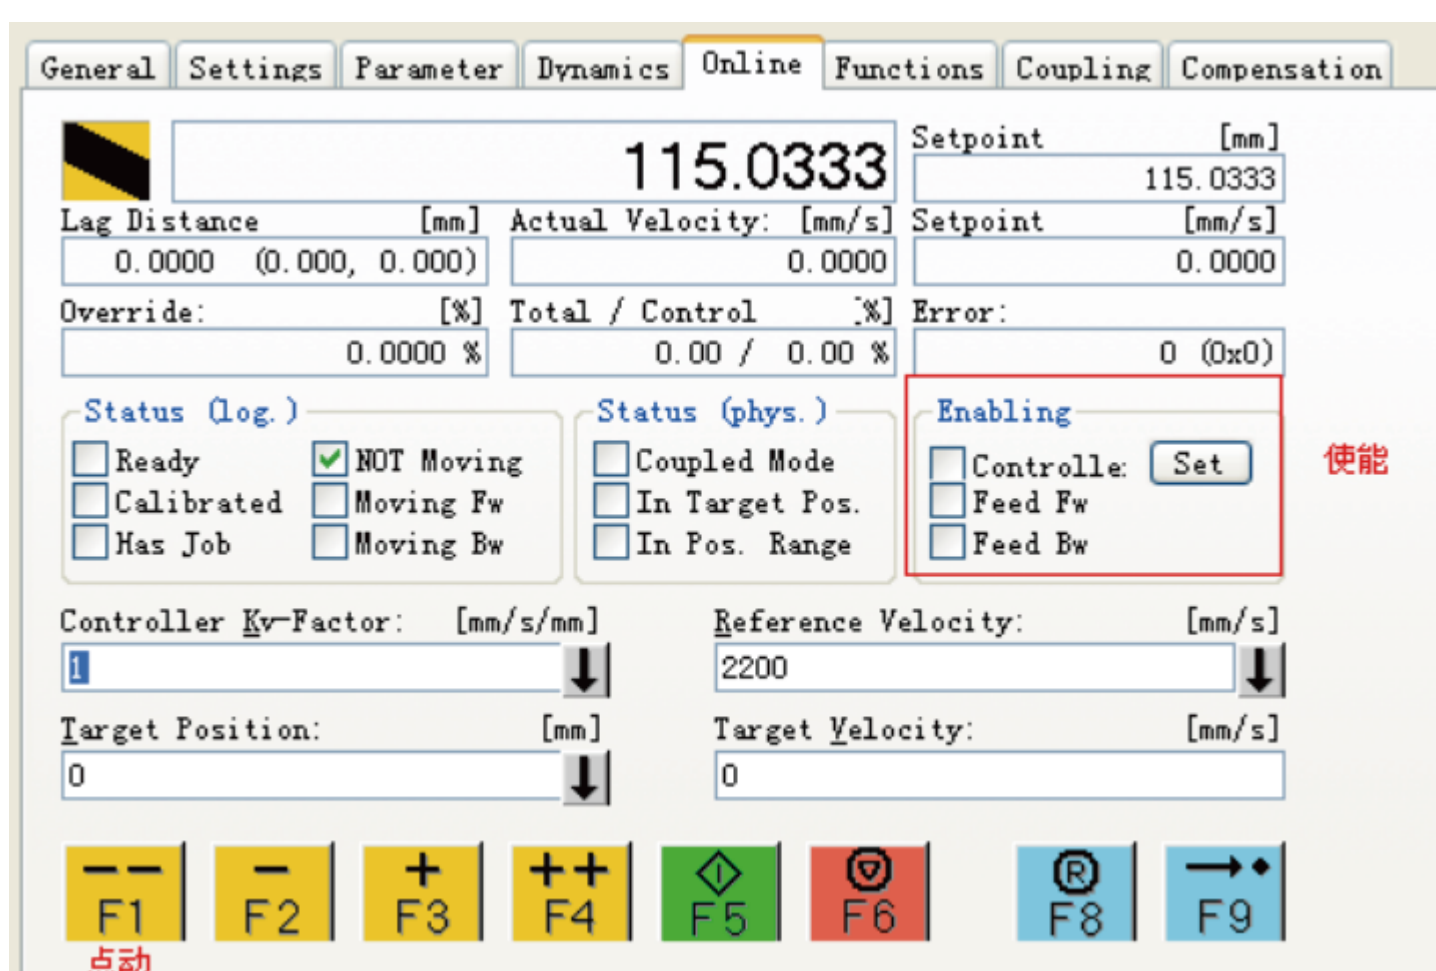 General Settings Parameter Dynamics Online Functions Coupling Compensation
115.0333
Setpoint [mm]
115.0333
Lag Distance [mm] Actual Velocity: [mm/s] Setpoint [mm/s]
0.0000 (0.000, 0.000) 0.0000 0.0000
Override: [%] Total / Control %] Error:
0.0000 % 0.00 / 0.00 % 0 (0x0)
Status (log.) Status (phys.) Enabling
Ready NOT Moving Coupled Mode Controlle: Set 使能
Calibrated Moving Fw In Target Pos. Feed Fw
Has Job Moving Bw In Pos. Range Feed Bw
Controller Kv-Factor: [mm/s/mm] Reference Velocity: [mm/s]
1 2200
Target Position: [mm] Target Velocity: [mm/s]
0 0
-- - + ++ R
F1 F2 F3 F4 F5 F6 F8 F9
点动